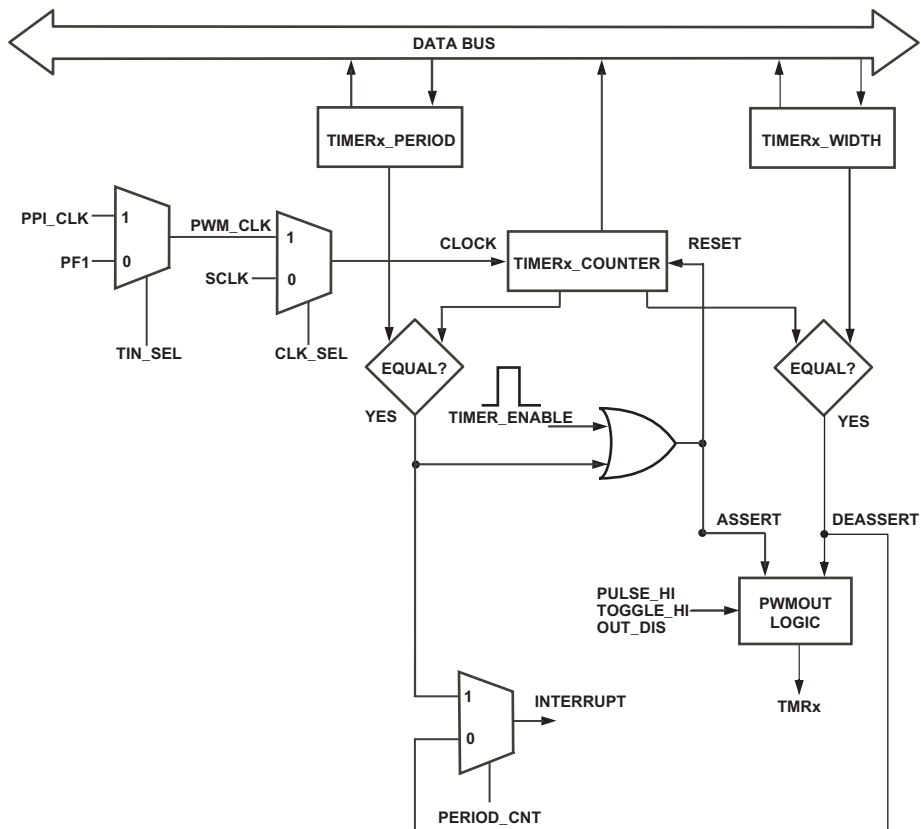 DATA BUS
TIMERx_PERIOD
TIMERx_WIDTH
PPI_CLK
1
PWM_CLK
1
CLOCK
TIMERx_COUNTER
RESET
PF1
0
SCLK
0
TIN_SEL
CLK_SEL
EQUAL?
EQUAL?
YES
TIMER_ENABLE
YES
ASSERT
DEASSERT
PULSE_HI
TOGGLE_HI
OUT_DIS
PWMOUT
LOGIC
TMRx
1
INTERRUPT
0
PERIOD_CNT